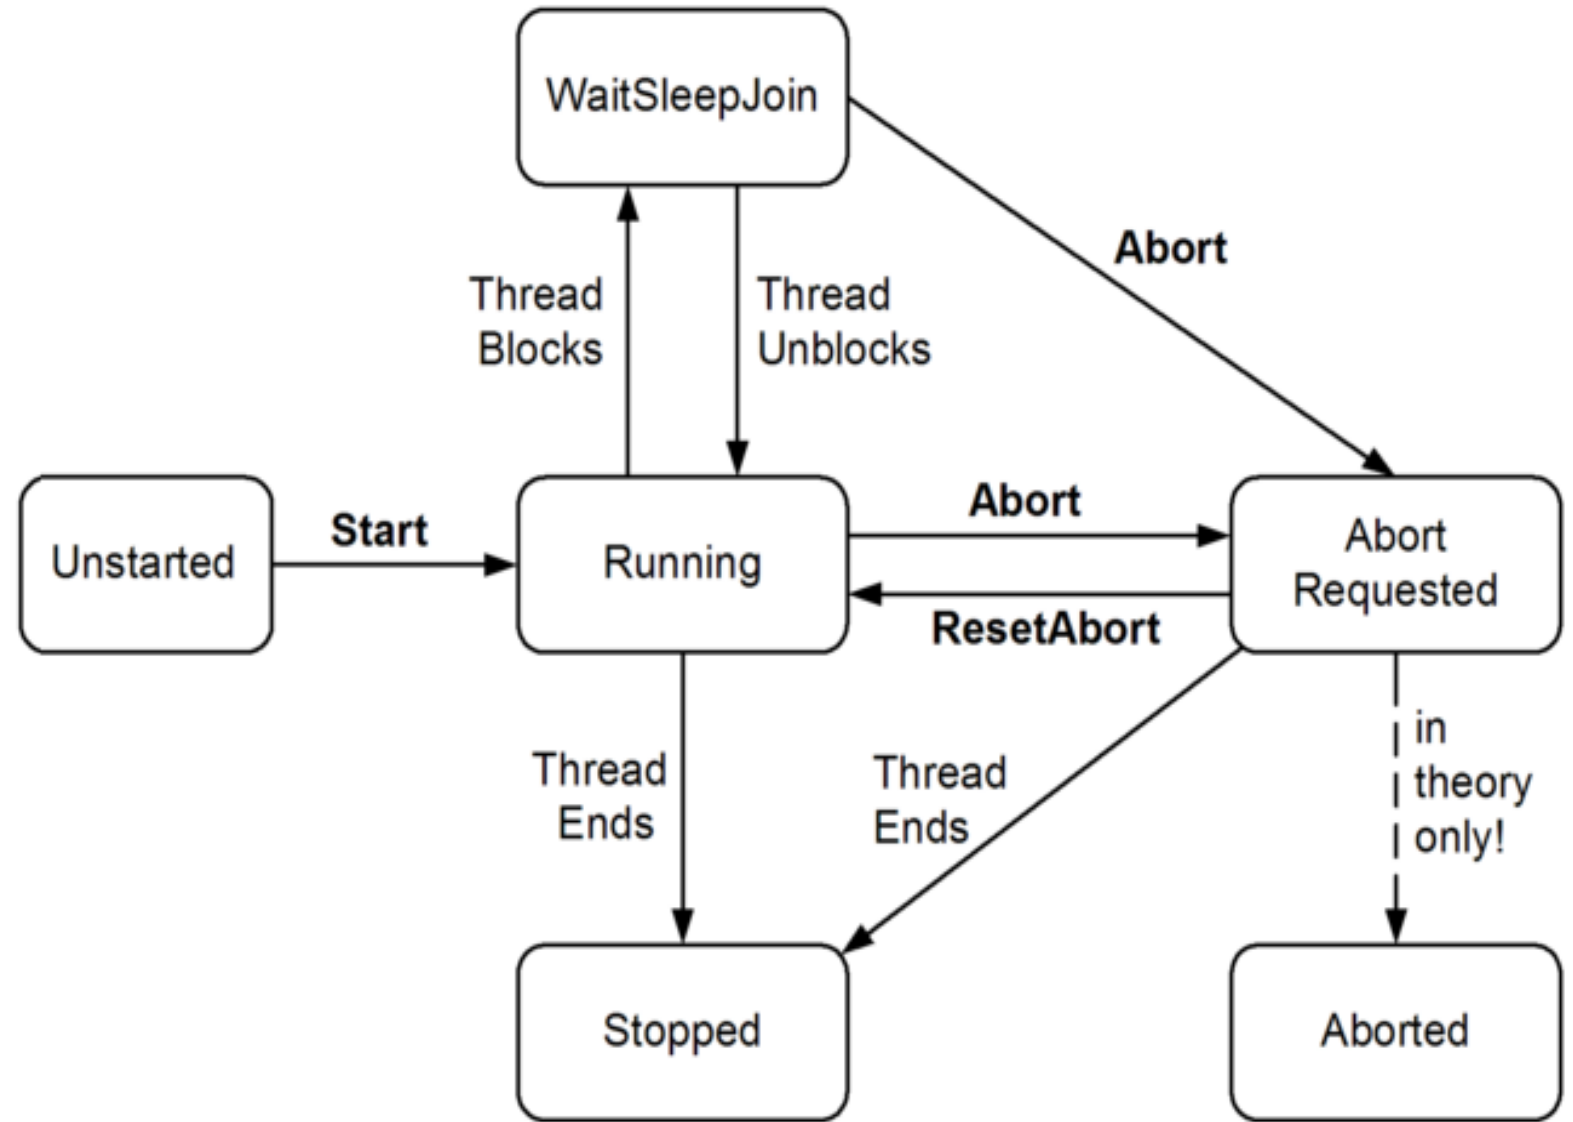 WaitSleepJoin
Abort
Thread
Blocks
Thread
Unblocks
Unstarted
Start
Running
Abort
ResetAbort
Abort
Requested
Thread
Ends
Thread
Ends
in
theory
only!
Stopped
Aborted